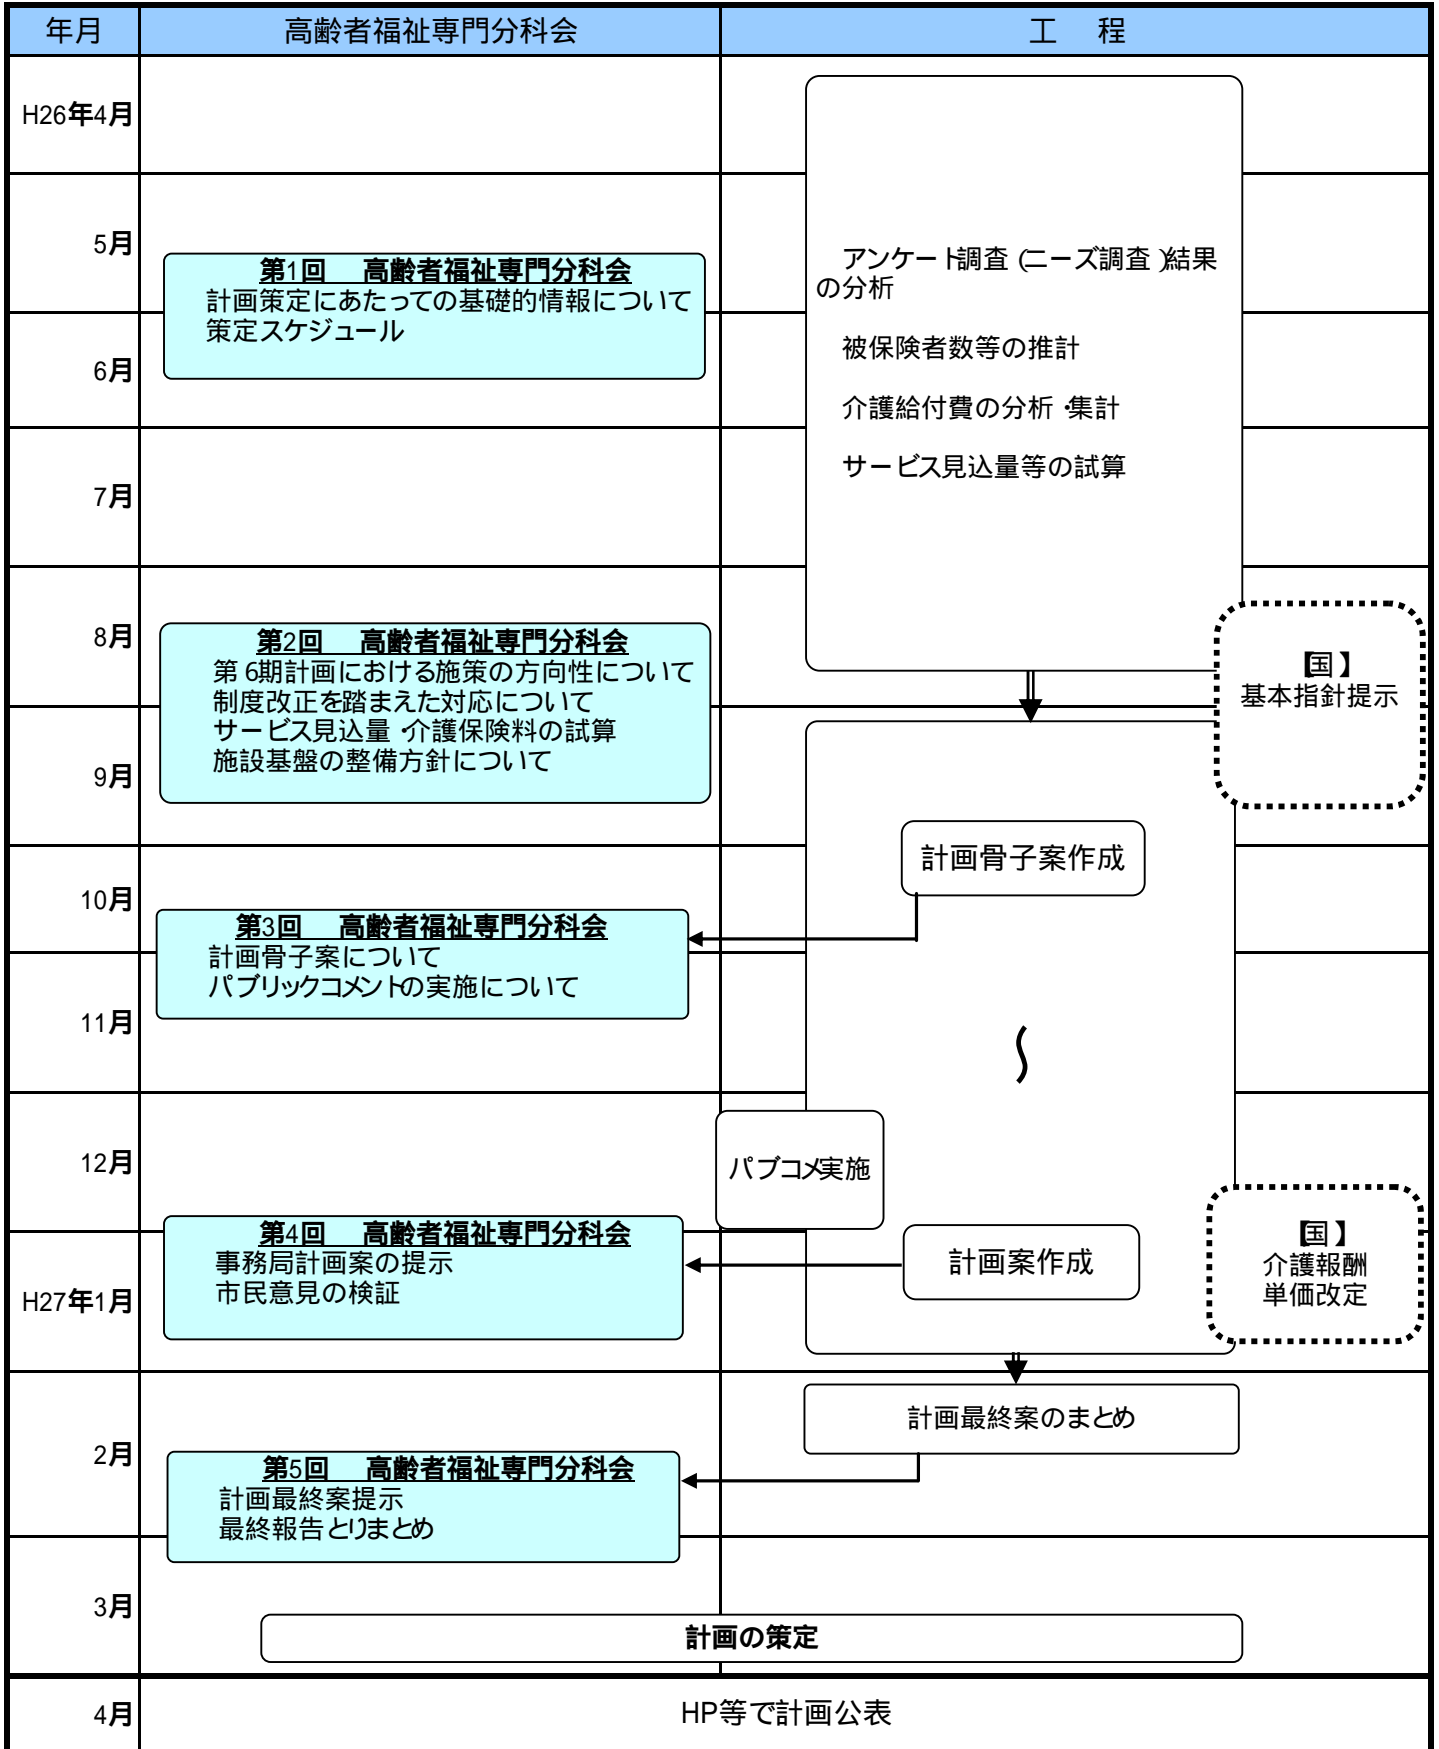 年月 高齢者福祉専門分科会 工 程
H26年4月
5月
第1回 高齢者福祉専門分科会
計画策定にあたっての基礎的情報について
策定スケジュール
アンケート調査(ニーズ調査)結果
の分析
被保険者数等の推計
介護給付費の分析・集計
サービス見込量等の試算
6月
7月
8月
第2回 高齢者福祉専門分科会
第6期計画における施策の方向性について
制度改正を踏まえた対応について
サービス見込量・介護保険料の試算
施設基盤の整備方針について
【国】
基本指針提示
9月
計画骨子案作成
10月
第3回 高齢者福祉専門分科会
計画骨子案について
パブリックコメントの実施について
11月
〜
12月
パブコメ実施
第4回 高齢者福祉専門分科会
事務局計画案の提示
市民意見の検証
計画案作成
【国】
介護報酬
単価改定
H27年1月
計画最終案のまとめ
2月
第5回 高齢者福祉専門分科会
計画最終案提示
最終報告とりまとめ
3月
計画の策定
4月
HP等で計画公表